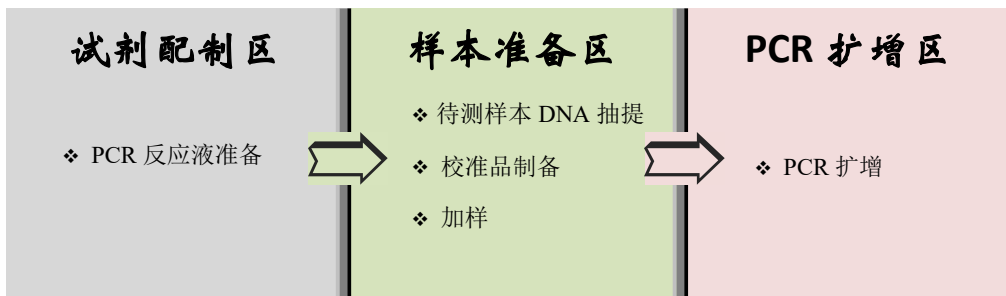 试剂配制区
PCR 反应液准备
样本准备区
待测样本 DNA 抽提
校准品制备
加样
PCR 扩增区
PCR 扩增